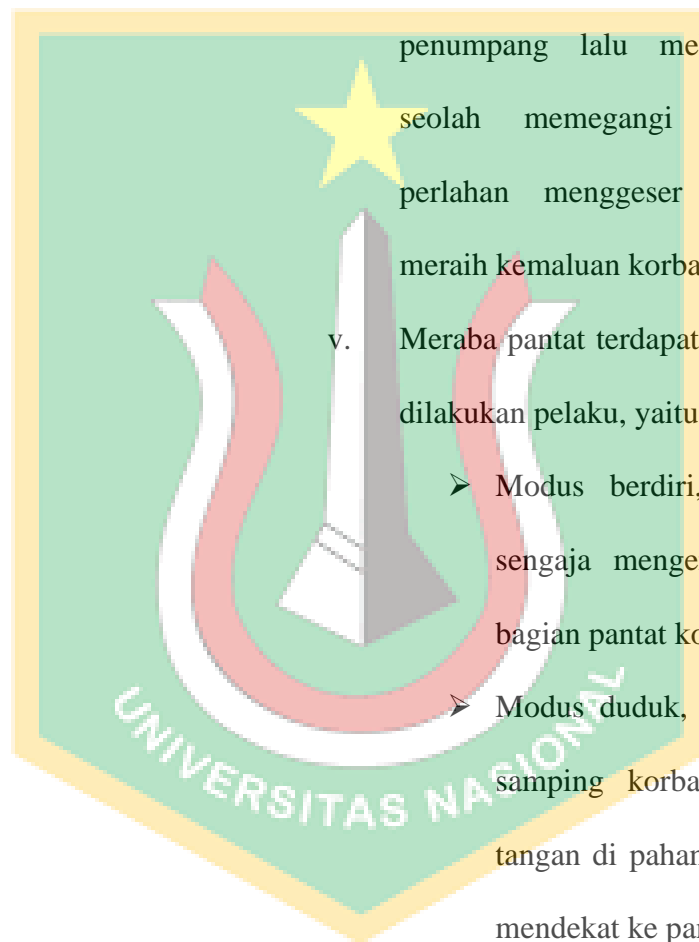 penumpang lalu
seolah memegangi
perlahan menggeser
meraih kemaluan
v. Meraba pantat terdapat
dilakukan pelaku, yaitu
➢ Modus berdiri,
sengaja
bagian pantat
➢ Modus duduk,
samping
tangan di
mendekat ke
UNIVERSITAS NASIONAL